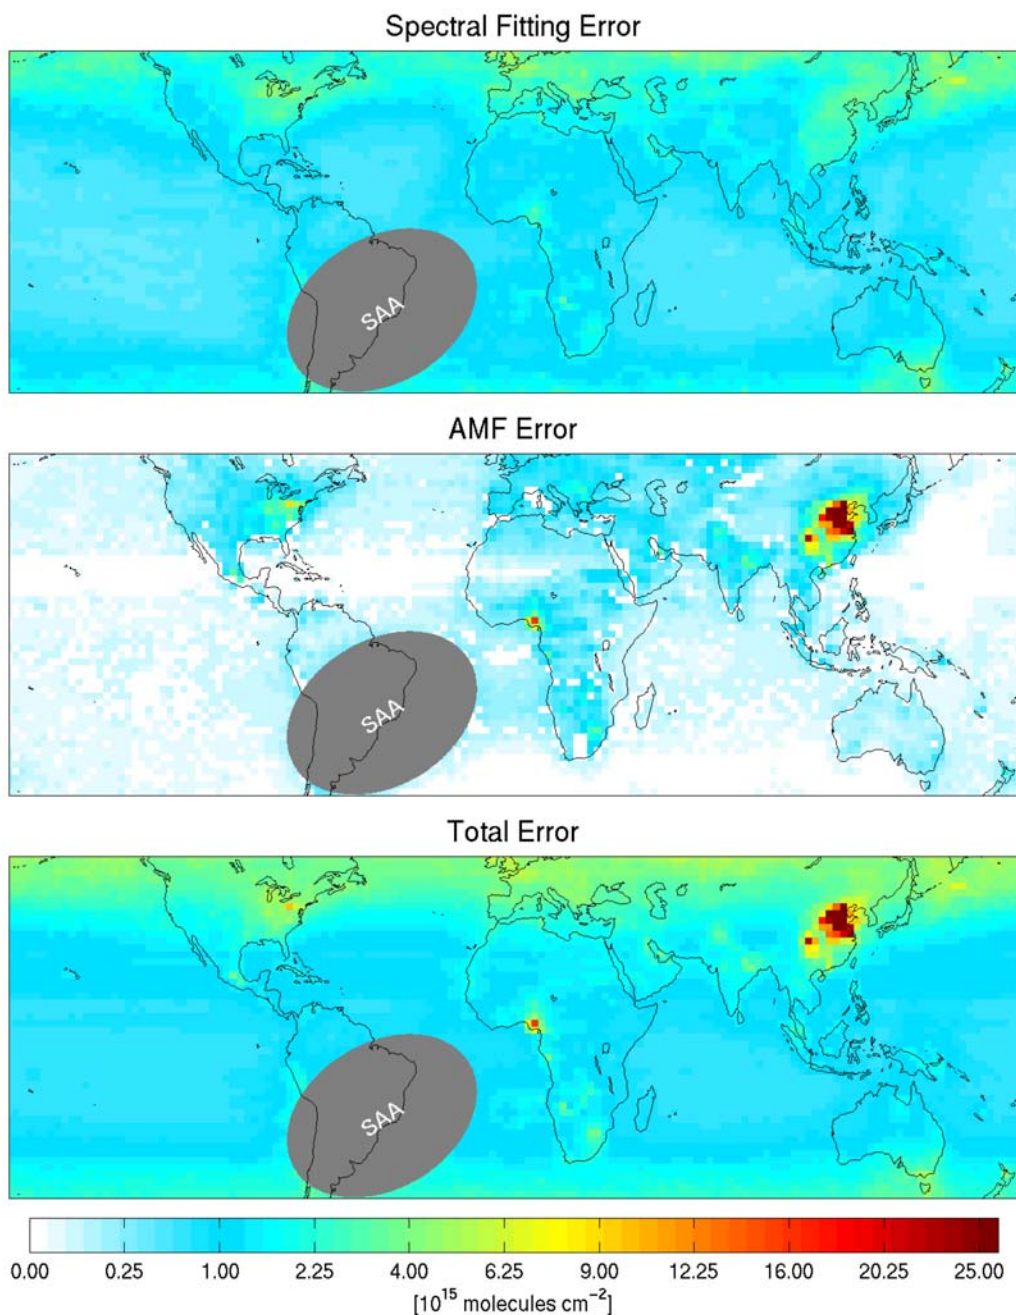 Spectral Fitting Error
SAA
AMF Error
SAA
Total Error
SAA
0.00 0.25 1.00 2.25 4.00 6.25 9.00 12.25 16.00 20.25 25.00
[10¹⁵ molecules cm⁻²]